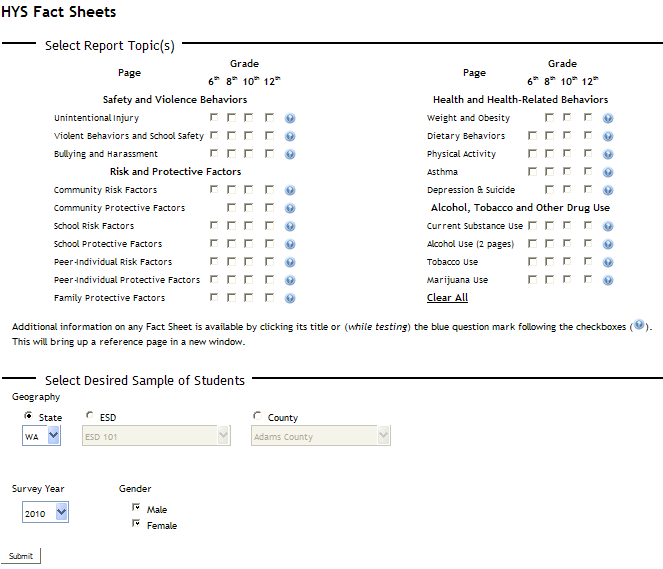 HYS Fact Sheets
Select Report Topic(s)
Page Grade
6th 8th 10th 12th
Safety and Violence Behaviors
Unintentional Injury
Violent Behaviors and School Safety
Bullying and Harassment
Risk and Protective Factors
Community Risk Factors
Community Protective Factors
School Risk Factors
School Protective Factors
Peer-Individual Risk Factors
Peer-Individual Protective Factors
Family Protective Factors
Page Grade
6th 8th 10th 12th
Health and Health-Related Behaviors
Weight and Obesity
Dietary Behaviors
Physical Activity
Asthma
Depression & Suicide
Alcohol, Tobacco and Other Drug Use
Current Substance Use
Alcohol Use (2 pages)
Tobacco Use
Marijuana Use
Clear All
Additional information on any Fact Sheet is available by clicking its title or (while testing) the blue question mark following the checkboxes (?).
This will bring up a reference page in a new window.
Select Desired Sample of Students
Geography
State ESD County
WA ESD 101 Adams County
Survey Year Gender
2010 Male
Female
Submit